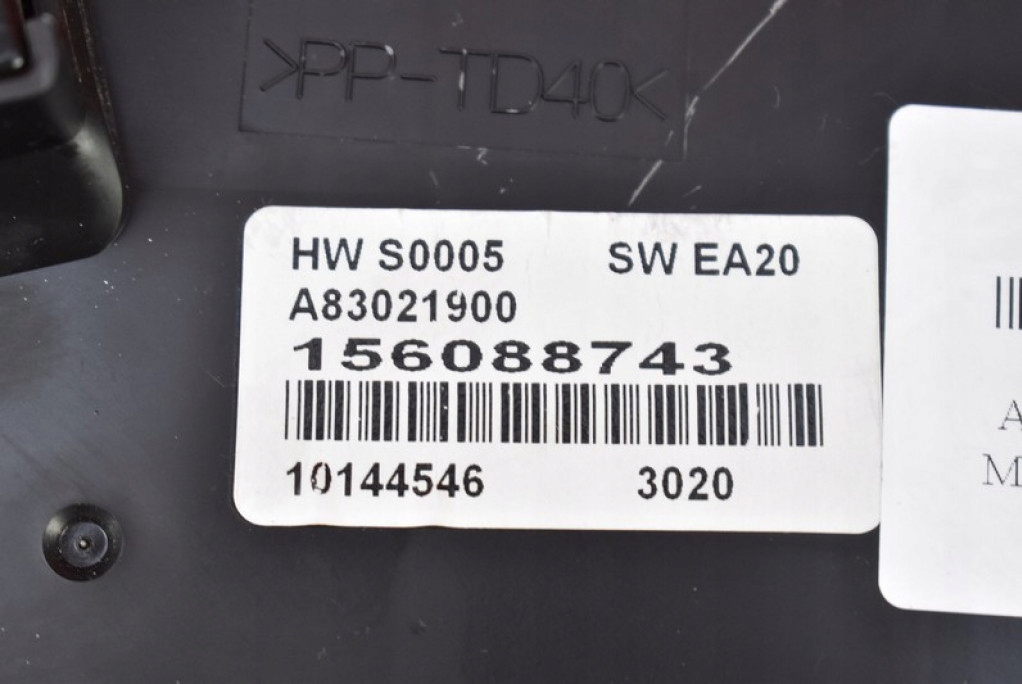 >PP-TD40<
HW S0005 SW EA20
A83021900
156088743
10144546 3020
A
M